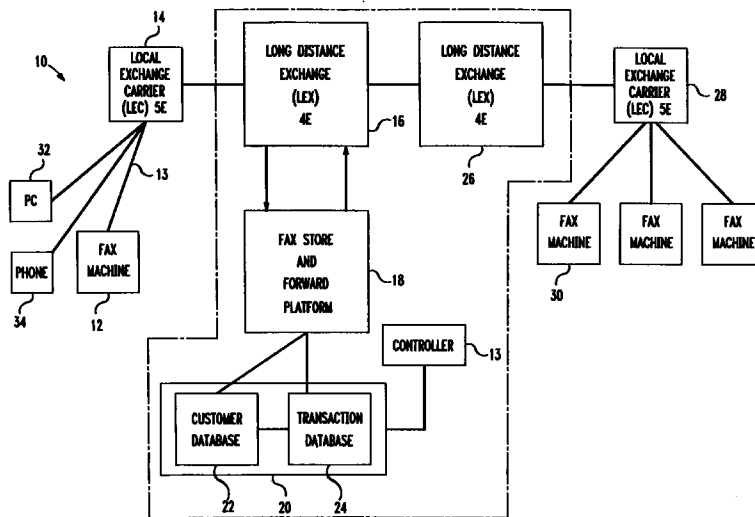 14
10
LOCAL
EXCHANGE
CARRIER
(LEC) 5E
LONG DISTANCE
EXCHANGE
(LEX)
4E
16
LONG DISTANCE
EXCHANGE
(LEX)
4E
26
LOCAL
EXCHANGE
CARRIER
(LEC) 5E
28
32
PC
13
PHONE
34
FAX
MACHINE
12
FAX STORE
AND
FORWARD
PLATFORM
18
FAX
MACHINE
30
FAX
MACHINE
FAX
MACHINE
CONTROLLER
13
CUSTOMER
DATABASE
TRANSACTION
DATABASE
22
20
24